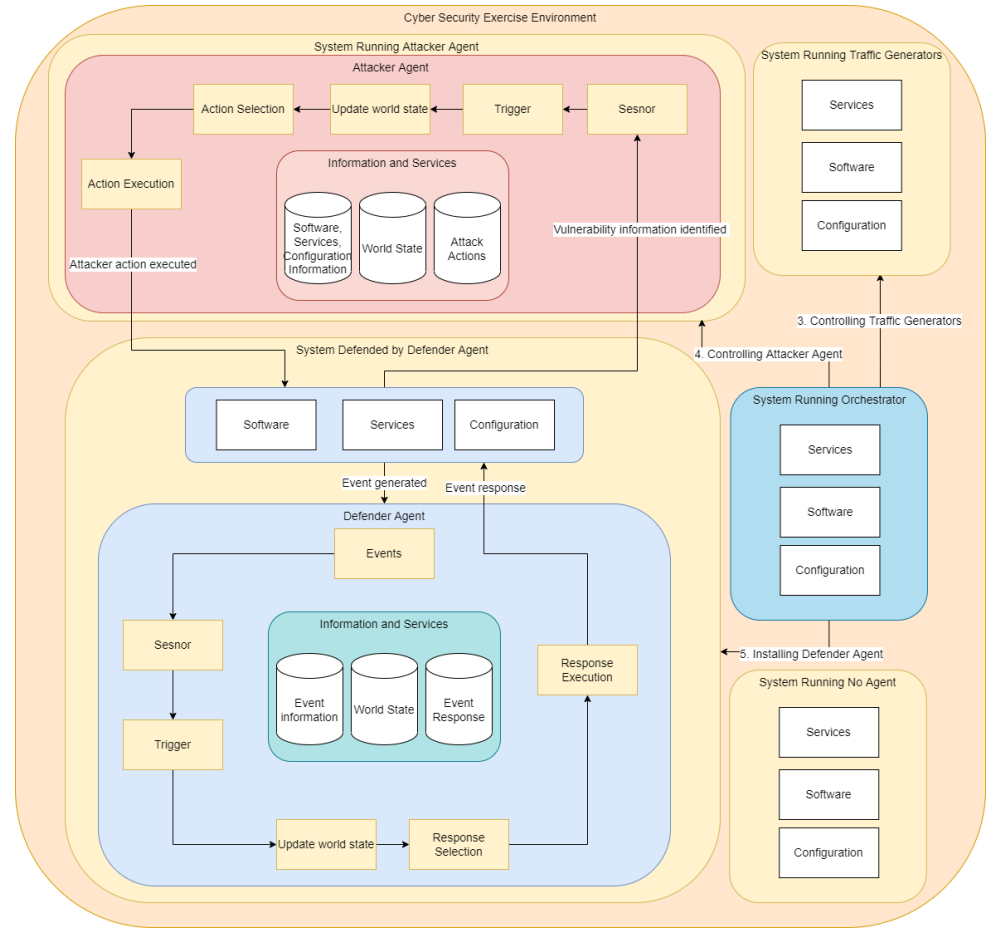 Cyber Security Exercise Environment
System Running Attacker Agent
Attacker Agent
Action Selection
Update world state
Trigger
Sesnor
Action Execution
Information and Services
Software,
Services,
Configuration
Information
World State
Attack
Actions
Vulnerability information identified
Attacker action executed
System Running Traffic Generators
Services
Software
Configuration
3. Controlling Traffic Generators
4. Controlling Attacker Agent
System Defended by Defender Agent
Software
Services
Configuration
Event generated
Event response
Defender Agent
Events
Sesnor
Trigger
Information and Services
Event
information
World State
Event
Response
Response
Execution
Update world state
Response
Selection
System Running Orchestrator
Services
Software
Configuration
5. Installing Defender Agent
System Running No Agent
Services
Software
Configuration